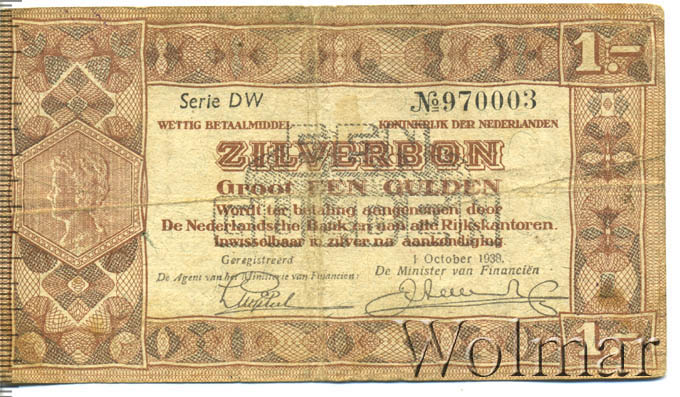 1.-
Serie DW
№970003
WETTIG BETAALMIDDEL KONINKRIJK DER NEDERLANDEN
ZILVERBON
Groot EEN GULDEN
Wordt ter betaling aangenomen door
De Nederlandsche Bank en aan alle Rijkskantoren.
Inwisselbaar in zilver na aankondiging
Geregistreerd
1 October 1938.
De Agent van het Ministerie van Financiën:
De Minister van Financiën
1.-
Wolmar